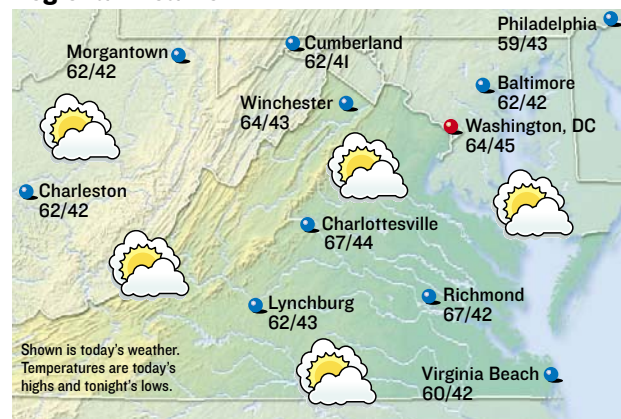 Philadelphia
59/43
Morgantown
62/42
Cumberland
62/41
Baltimore
62/42
Winchester
64/43
Washington, DC
64/45
Charleston
62/42
Charlottesville
67/44
Lynchburg
62/43
Richmond
67/42
Shown is today's weather.
Temperatures are today's
highs and tonight's lows.
Virginia Beach
60/42